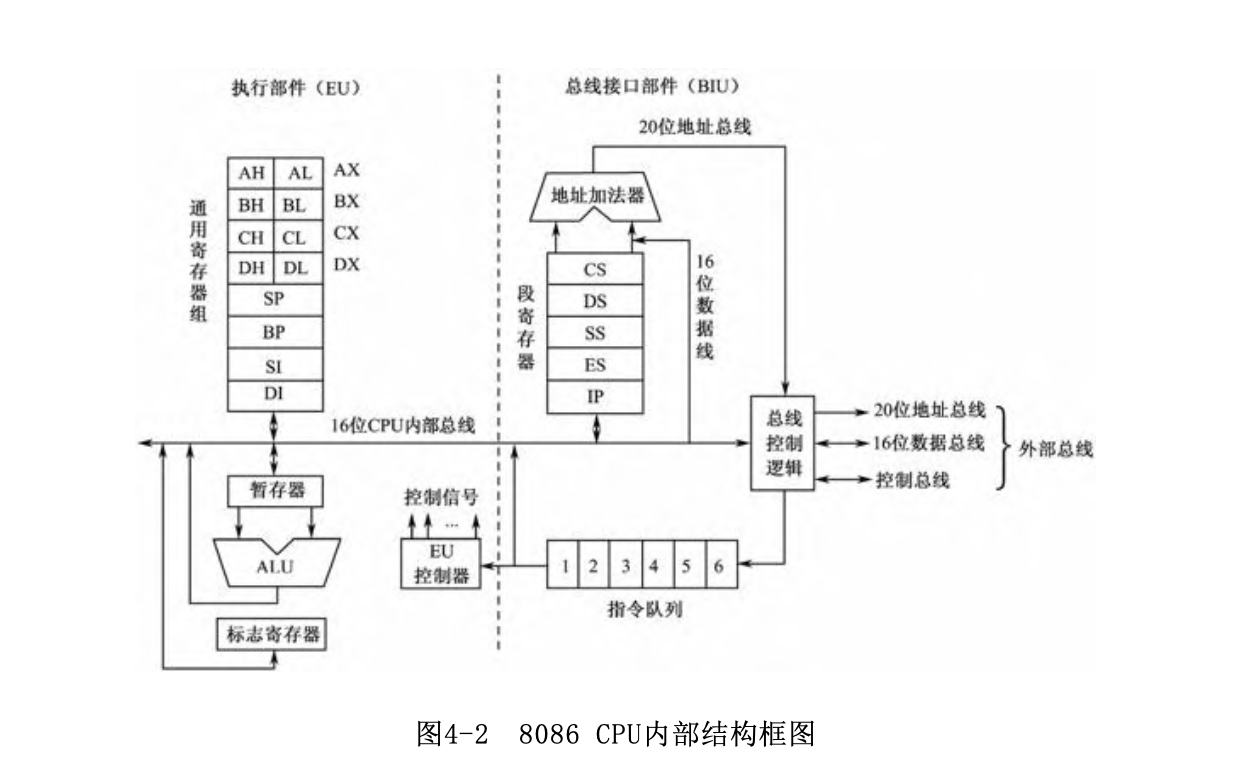 执行部件（EU）
总线接口部件（BIU）
20位地址总线
地址加法器
通用寄存器组
AH AL AX
BH BL BX
CH CL CX
DH DL DX
SP
BP
SI
DI
段寄存器
CS
DS
SS
ES
IP
16位数据线
16位CPU内部总线
总线
控制
逻辑
20位地址总线
16位数据总线
控制总线
外部总线
暂存器
ALU
标志寄存器
控制信号
...
EU
控制器
1 2 3 4 5 6
指令队列
图4-2 8086 CPU内部结构框图